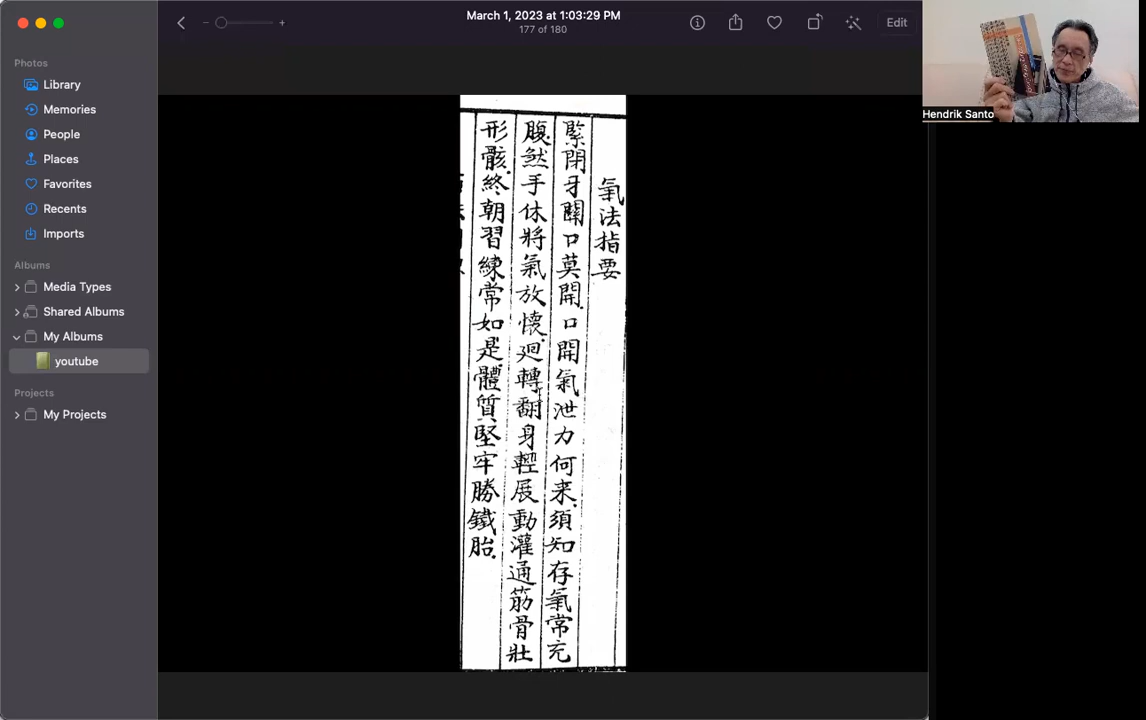 March 1, 2023 at 1:03:29 PM
177 of 180
Edit
Photos
Library
Memories
People
Places
Favorites
Recents
Imports
Albums
Media Types
Shared Albums
My Albums
youtube
Projects
My Projects
氣法指要
緊閉牙關口莫開口開氣泄力何来須知存氣常充
腹然手休將氣放懷迴轉翻身輕展動灌通筋骨壯
形骸終朝習練常如是體質堅牢勝鐵胎
Hendrik Santo